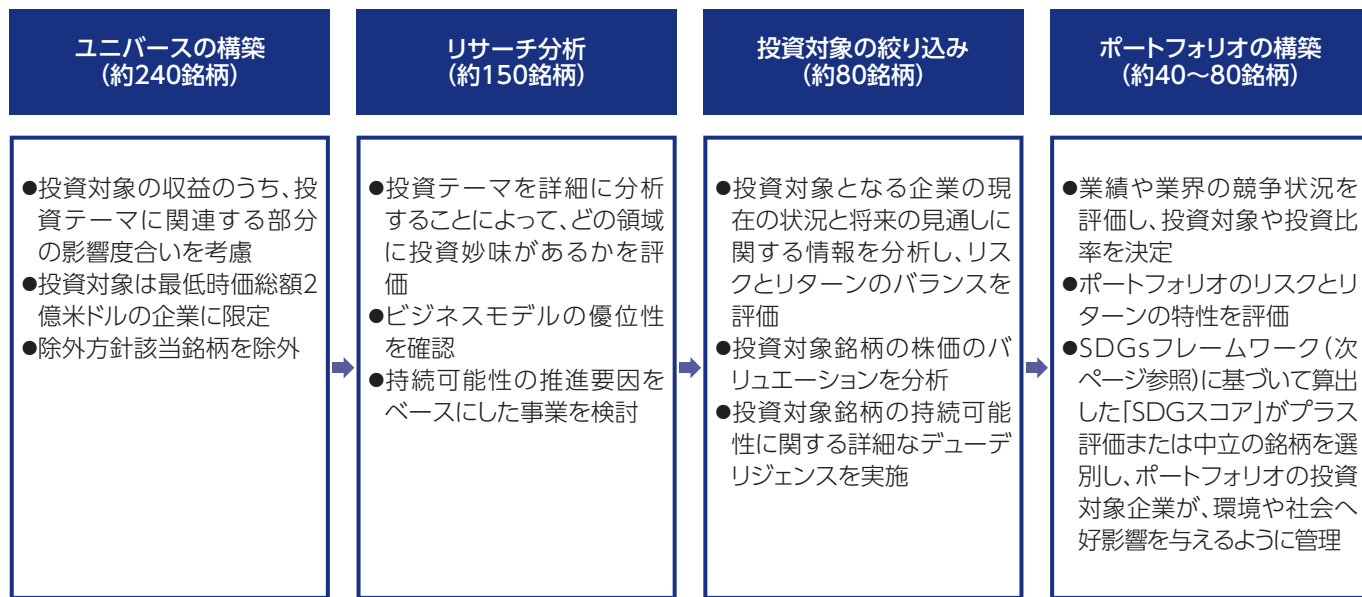 ユニバースの構築
(約240銘柄)
●投資対象の収益のうち、投
資テーマに関連する部分
の影響度合いを考慮
●投資対象は最低時価総額2
億米ドルの企業に限定
●除外方針該当銘柄を除外
リサーチ分析
(約150銘柄)
●投資テーマを詳細に分析
することによって、どの領域
に投資妙味があるかを評
価
●ビジネスモデルの優位性
を確認
●持続可能性の推進要因を
ベースにした事業を検討
投資対象の絞り込み
(約80銘柄)
●投資対象となる企業の現
在の状況と将来の見通しに
関する情報を分析し、リス
クとリターンのバランスを
評価
●投資対象銘柄の株価のバ
リュエーションを分析
●投資対象銘柄の持続可能
性に関する詳細なデューデ
リジェンスを実施
ポートフォリオの構築
(約40～80銘柄)
●業績や業界の競争状況を
評価し、投資対象や投資比
率を決定
●ポートフォリオのリスクとリ
ターンの特性を評価
●SDGsフレームワーク(次
ページ参照)に基づいて算出
した「SDGスコア」がプラス
評価または中立の銘柄を選
別し、ポートフォリオの投資
対象企業が、環境や社会へ
好影響を与えるように管理